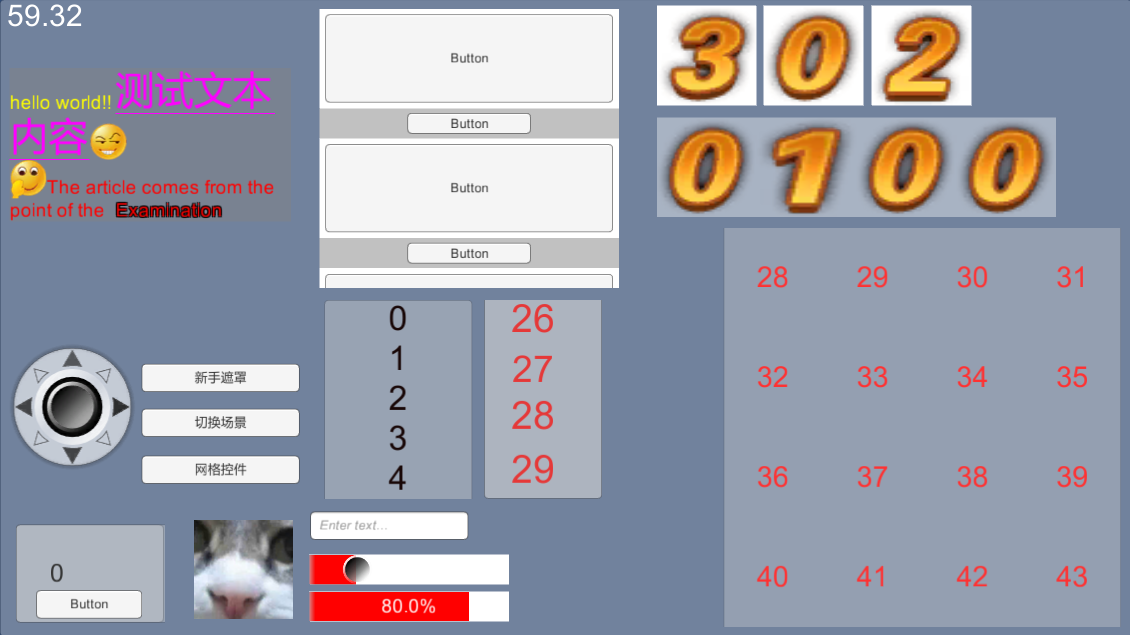 59.32
hello world!! 测试文本
内容
The article comes from the
point of the Examination
Button
Button
Button
Button
3 0 2
0 1 0 0
28 29 30 31
32 33 34 35
36 37 38 39
40 41 42 43
0
1
2
3
4
26
27
28
29
新手遮罩
切换场景
网格控件
0
Button
Enter text...
80.0%